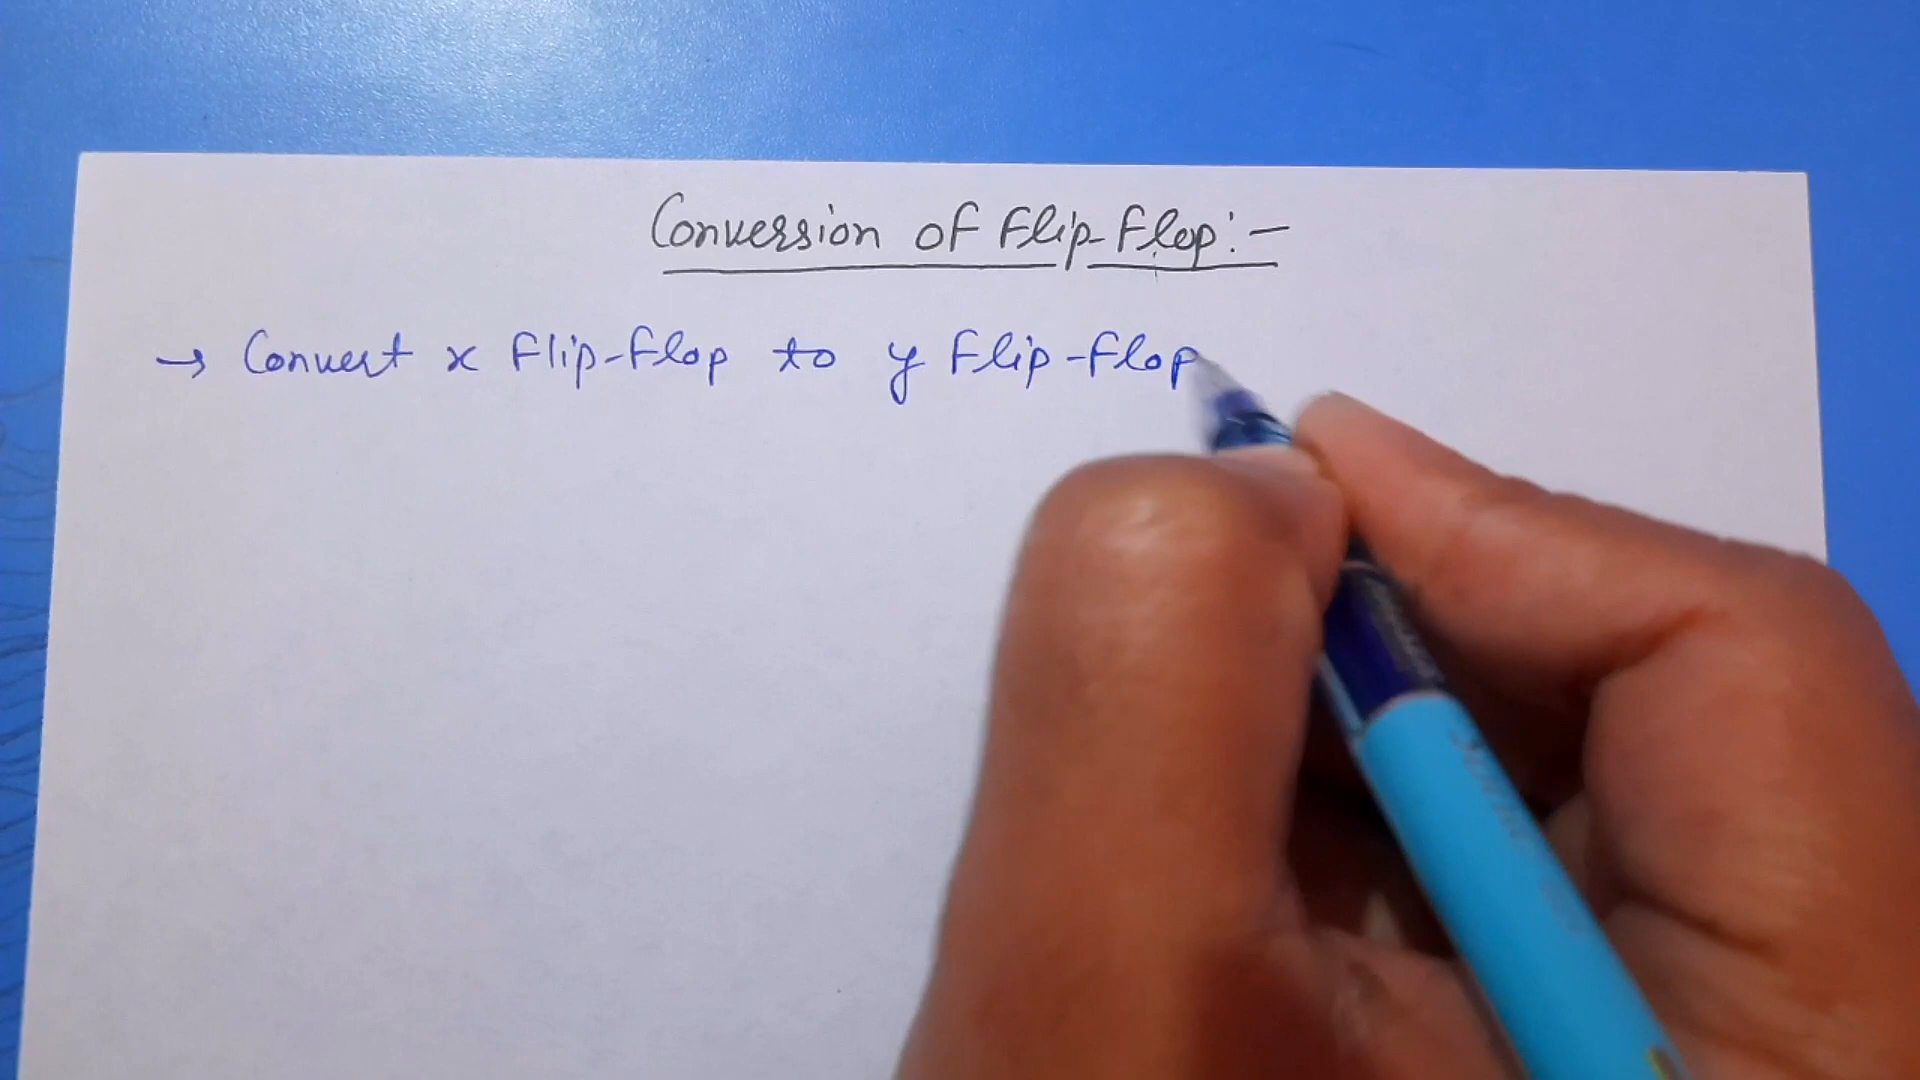 Conversion of Flip-Flop:-
→ Convert x Flip-Flop to y Flip-Flop